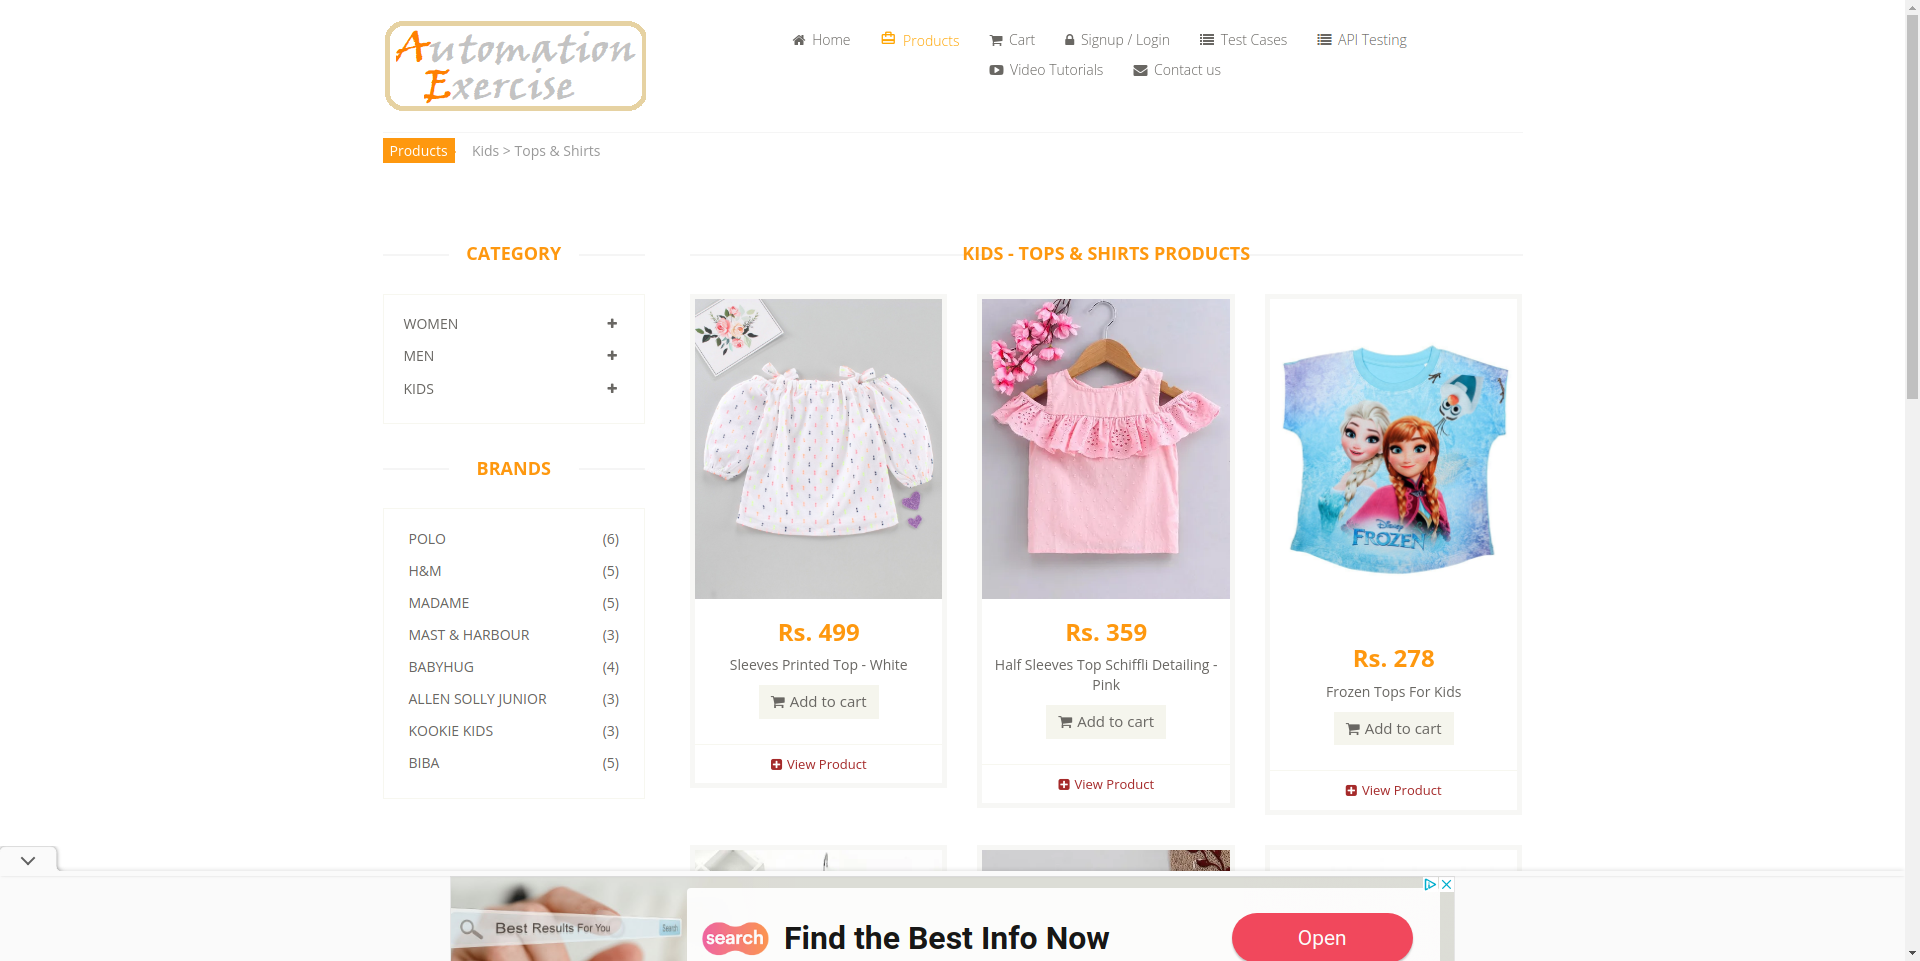 Automation
Exercise
Home
Products
Cart
Signup / Login
Test Cases
API Testing
Video Tutorials
Contact us
Products
Kids > Tops & Shirts
CATEGORY
WOMEN
MEN
KIDS
BRANDS
POLO (6)
H&M (5)
MADAME (5)
MAST & HARBOUR (3)
BABYHUG (4)
ALLEN SOLLY JUNIOR (3)
KOOKIE KIDS (3)
BIBA (5)
KIDS - TOPS & SHIRTS PRODUCTS
Rs. 499
Sleeves Printed Top - White
Add to cart
View Product
Rs. 359
Half Sleeves Top Schiffli Detailing -
Pink
Add to cart
View Product
Disney
FROZEN
Rs. 278
Frozen Tops For Kids
Add to cart
View Product
Best Results For You
Search
search
Find the Best Info Now
Open